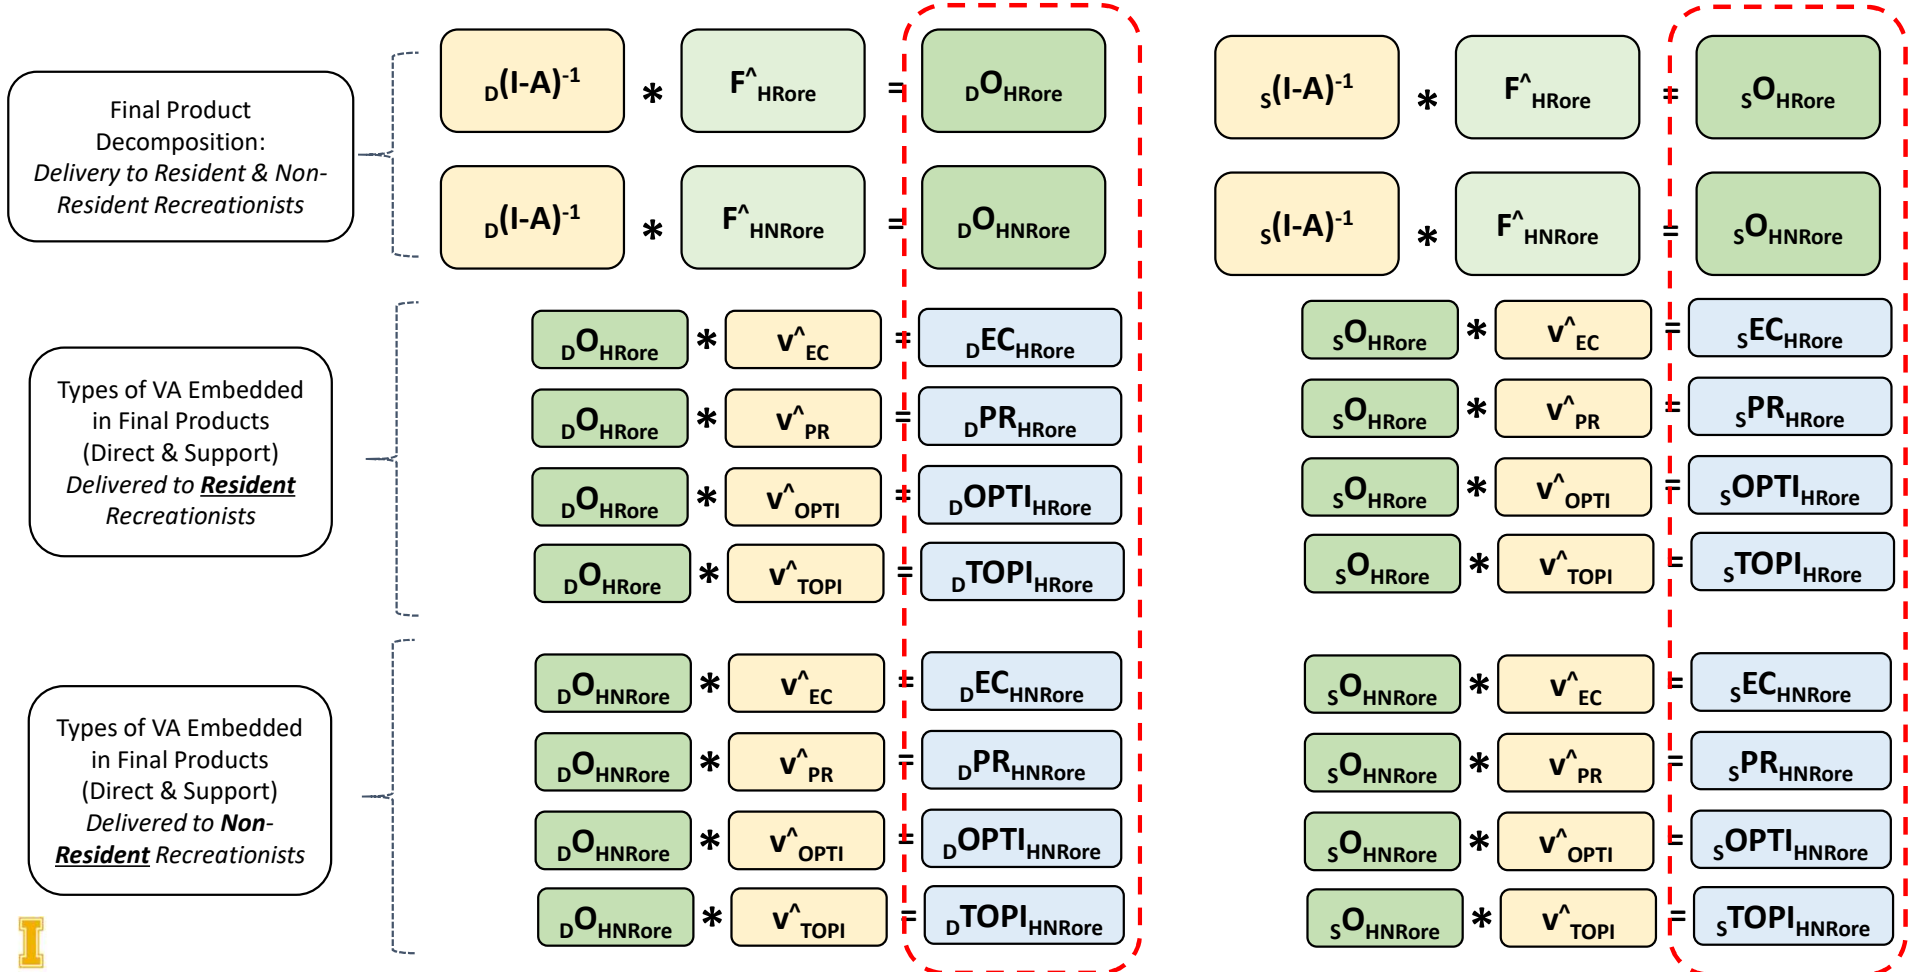 Final Product
Decomposition:
Delivery to Resident & Non-
Resident Recreationists
D(I-A)-1 * F^HRore = DOHRore
S(I-A)-1 * F^HRore = SOHRore
D(I-A)-1 * F^HNRore = DOHNRore
S(I-A)-1 * F^HNRore = SOHNRore
Types of VA Embedded
in Final Products
(Direct & Support)
Delivered to Resident
Recreationists
DOHRore * v^EC = DECHRore
SOHRore * v^EC = SECHRore
DOHRore * v^PR = DPRHRore
SOHRore * v^PR = SPRHRore
DOHRore * v^OPTI = DOPTIHRore
SOHRore * v^OPTI = SOPTIHRore
DOHRore * v^TOPI = DTOPIHRore
SOHRore * v^TOPI = STOPIHRore
Types of VA Embedded
in Final Products
(Direct & Support)
Delivered to Non-
Resident Recreationists
DOHNRore * v^EC = DECHNRore
SOHNRore * v^EC = SECHNRore
DOHNRore * v^PR = DPRHNRore
SOHNRore * v^PR = SPRHNRore
DOHNRore * v^OPTI = DOPTIHNRore
SOHNRore * v^OPTI = SOPTIHNRore
DOHNRore * v^TOPI = DTOPIHNRore
SOHNRore * v^TOPI = STOPIHNRore
I